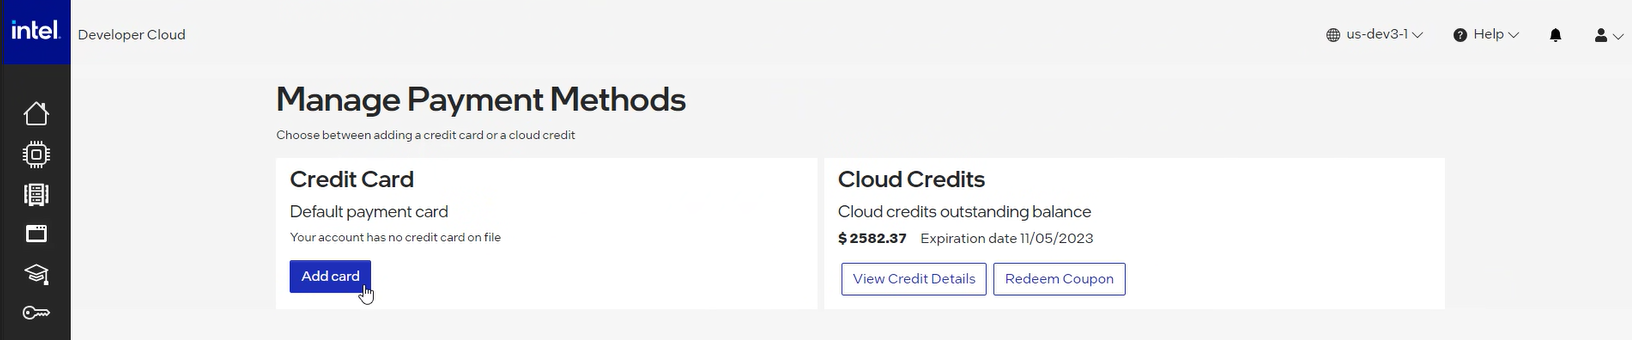 intel.
Developer Cloud
us-dev3-1
Help
Manage Payment Methods
Choose between adding a credit card or a cloud credit
Credit Card
Default payment card
Your account has no credit card on file
Add card
Cloud Credits
Cloud credits outstanding balance
$ 2582.37 Expiration date 11/05/2023
View Credit Details
Redeem Coupon